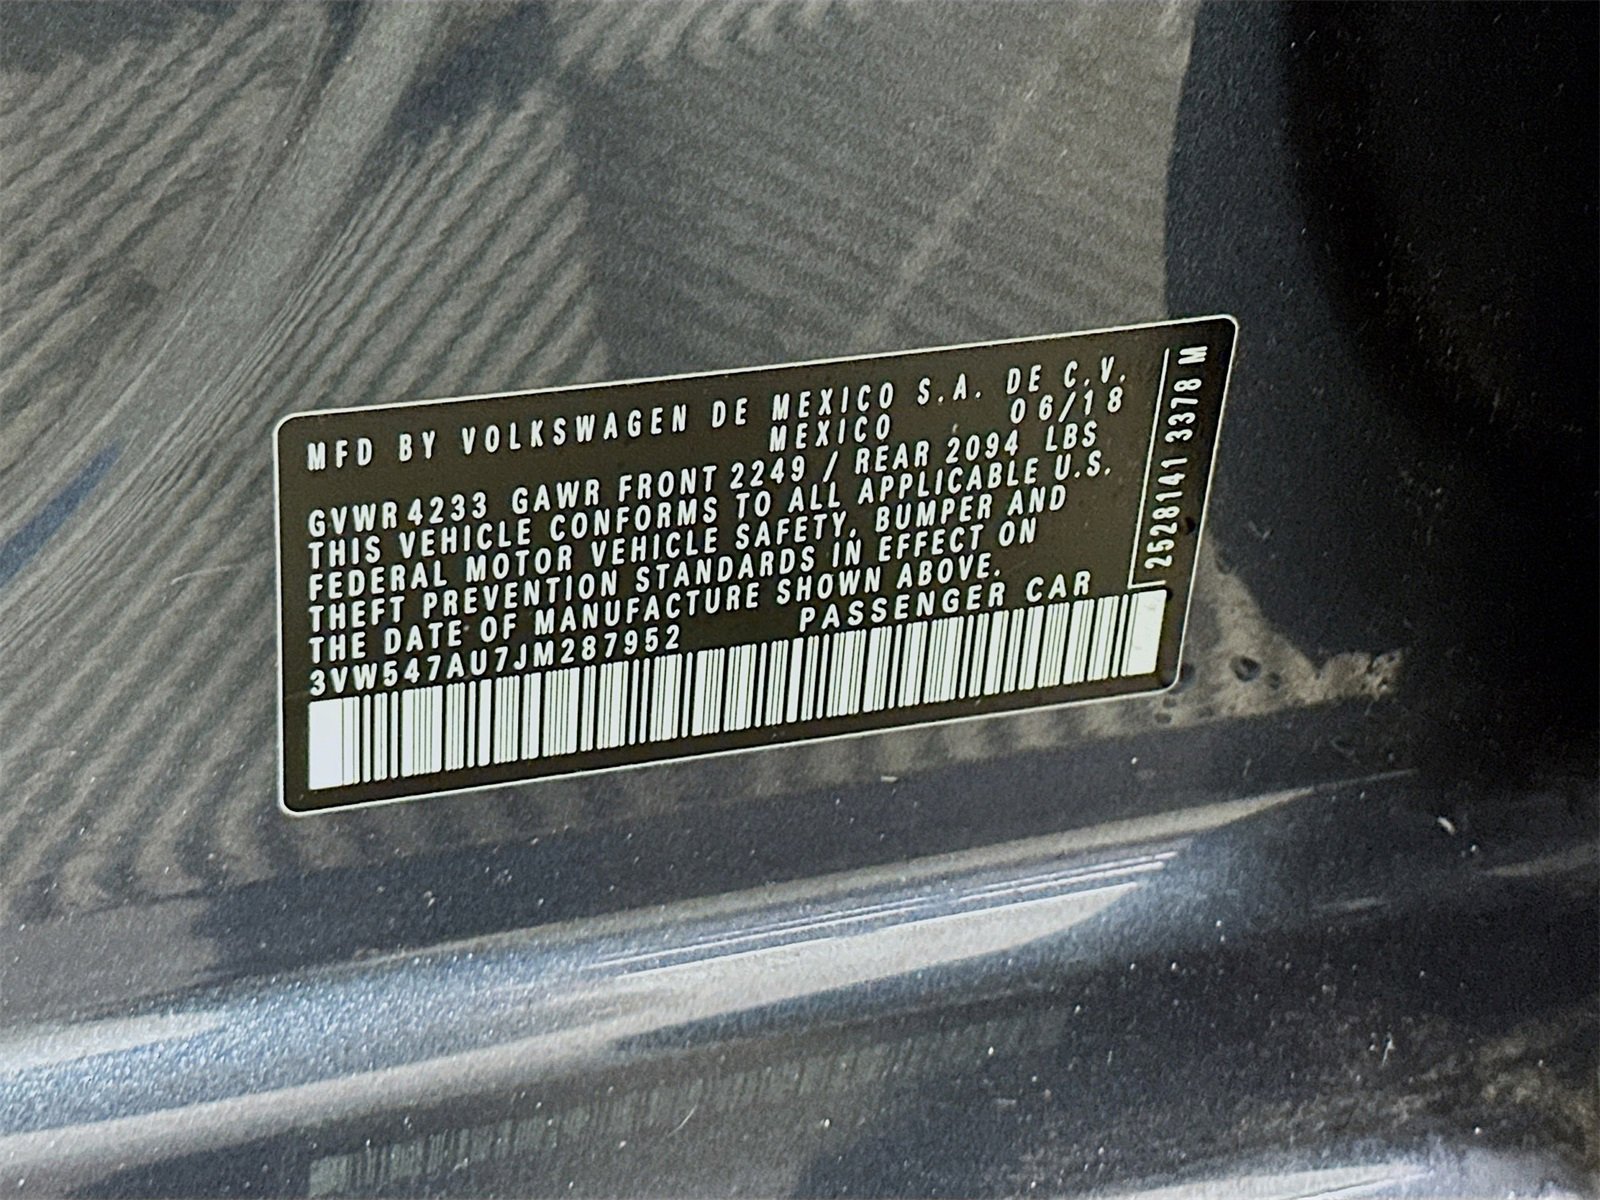 MFD BY VOLKSWAGEN DE MEXICO S.A. DE C.V.
MEXICO 06/18
GVWR 4233 GAWR FRONT 2249 / REAR 2094 LBS
THIS VEHICLE CONFORMS TO ALL APPLICABLE U.S.
FEDERAL MOTOR VEHICLE SAFETY, BUMPER AND
THEFT PREVENTION STANDARDS IN EFFECT ON
THE DATE OF MANUFACTURE SHOWN ABOVE.
3VW547AU7JM287952 PASSENGER CAR
2528141 3378 M